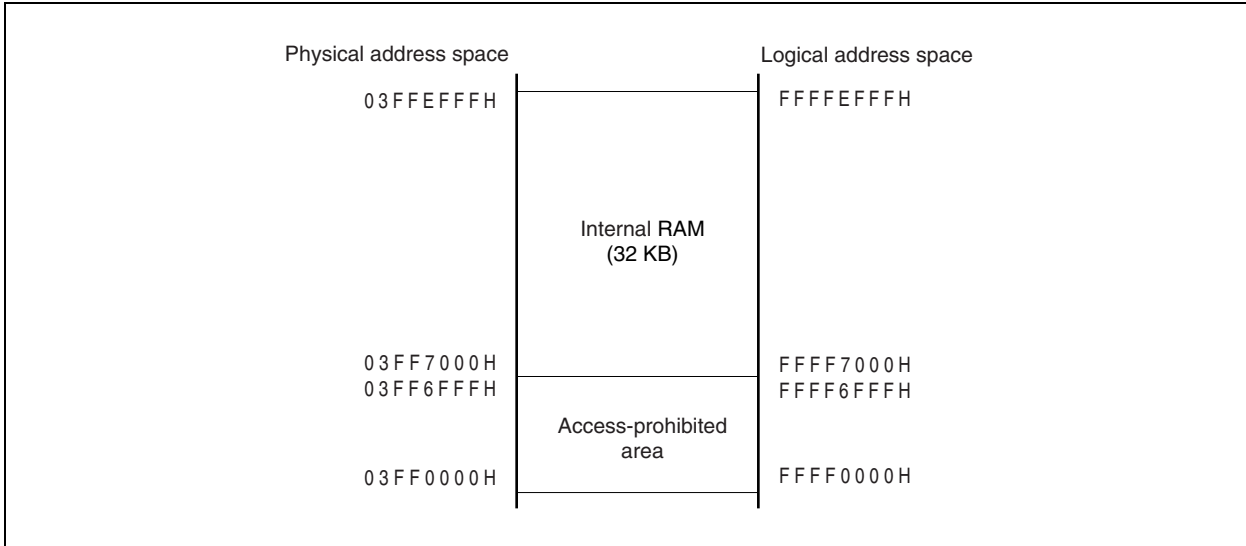 Physical address space
Logical address space
03FFEFFFH
FFFFEFFFH
Internal RAM
(32 KB)
03FF7000H
FFFF7000H
03FF6FFFH
FFFF6FFFH
Access-prohibited
area
03FF0000H
FFFF0000H